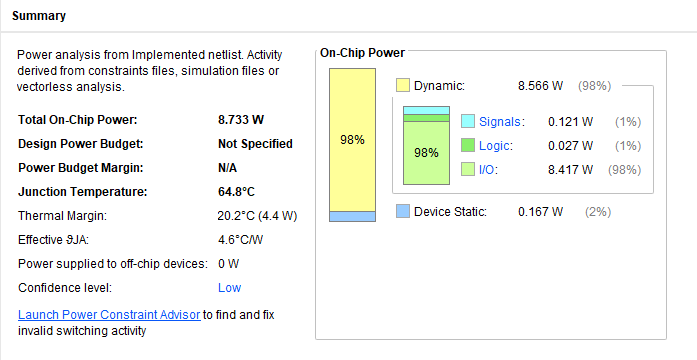 Summary
Power analysis from Implemented netlist. Activity
derived from constraints files, simulation files or
vectorless analysis.
Total On-Chip Power: 8.733 W
Design Power Budget: Not Specified
Power Budget Margin: N/A
Junction Temperature: 64.8°C
Thermal Margin: 20.2°C (4.4 W)
Effective ϑJA: 4.6°C/W
Power supplied to off-chip devices: 0 W
Confidence level: Low
Launch Power Constraint Advisor to find and fix
invalid switching activity
On-Chip Power
98%
Dynamic: 8.566 W (98%)
98%
Signals: 0.121 W (1%)
Logic: 0.027 W (1%)
I/O: 8.417 W (98%)
Device Static: 0.167 W (2%)